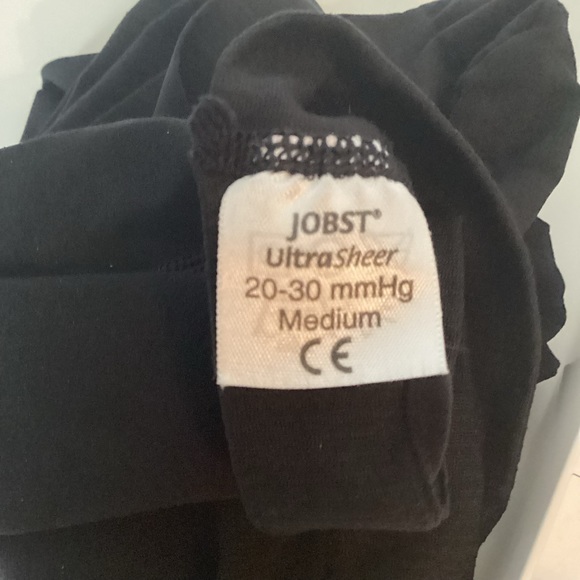 JOBST®
UltraSheer
20-30 mmHg
Medium
CE